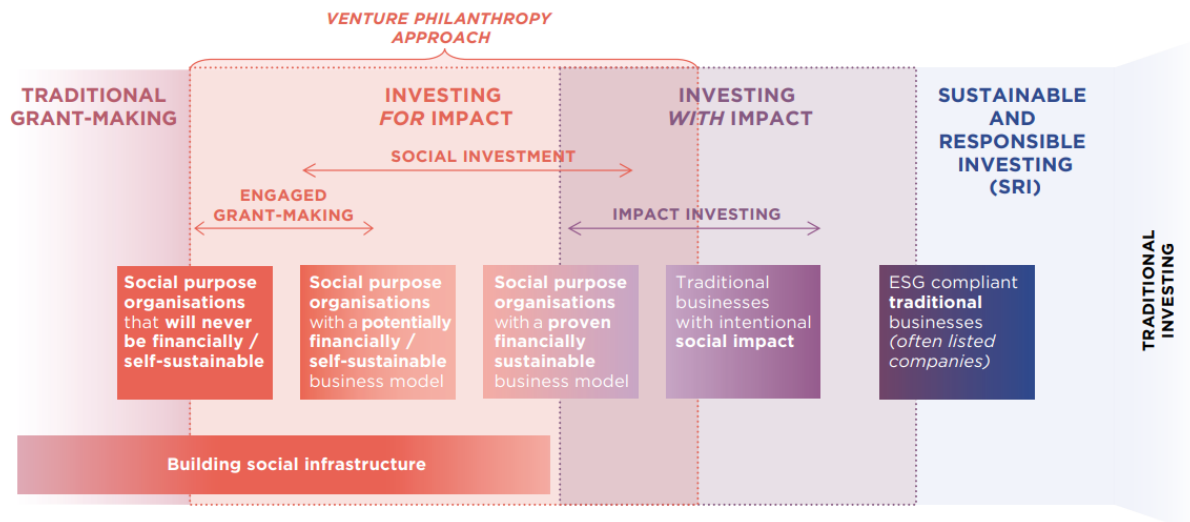 VENTURE PHILANTHROPY
APPROACH
TRADITIONAL
GRANT-MAKING
INVESTING
FOR IMPACT
INVESTING
WITH IMPACT
SUSTAINABLE
AND
RESPONSIBLE
INVESTING
(SRI)
SOCIAL INVESTMENT
ENGAGED
GRANT-MAKING
IMPACT INVESTING
TRADITIONAL
INVESTING
Social purpose
organisations
that will never
be financially /
self-sustainable
Social purpose
organisations
with a potentially
financially /
self-sustainable
business model
Social purpose
organisations
with a proven
financially
sustainable
business model
Traditional
businesses
with intentional
social impact
ESG compliant
traditional
businesses
(often listed
companies)
Building social infrastructure